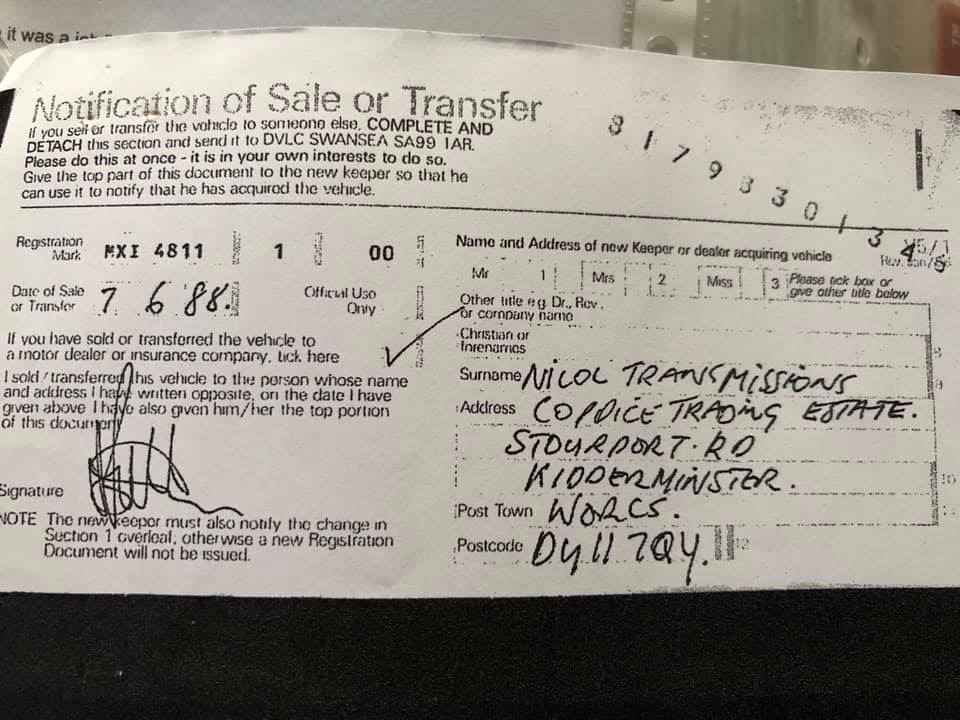 it was a
Notification of Sale or Transfer
If you sell or transfer the vehicle to someone else, COMPLETE AND
DETACH this section and send it to DVLC SWANSEA SA99 1AR.
Please do this at once - it is in your own interests to do so.
Give the top part of this document to the new keeper so that he
can use it to notify that he has acquired the vehicle.
8179830134
V5/1
Registration
Mark MXI 4811 1 00
Date of Sale
or Transfer 7 6 88.
Official Use
Only
If you have sold or transferred the vehicle to
a motor dealer or insurance company, tick here
I sold/transferred this vehicle to the person whose name
and address I have written opposite, on the date I have
given above I have also given him/her the top portion
of this document
Signature
NOTE The new keeper must also notify the change in
Section 1 overleaf, otherwise a new Registration
Document will not be issued.
Name and Address of new Keeper or dealer acquiring vehicle
Mr 1 Mrs 2 Miss 3 Please tick box or
give other title below
Other title e.g. Dr., Rev.
or company name
Christian or
forenames
Surname NICOL TRANSMISSIONS
Address COPPICE TRADING ESTATE.
STOURPORT. RD
KIDDERMINSTER.
Post Town WORCS.
Postcode DY11 7QY. 12